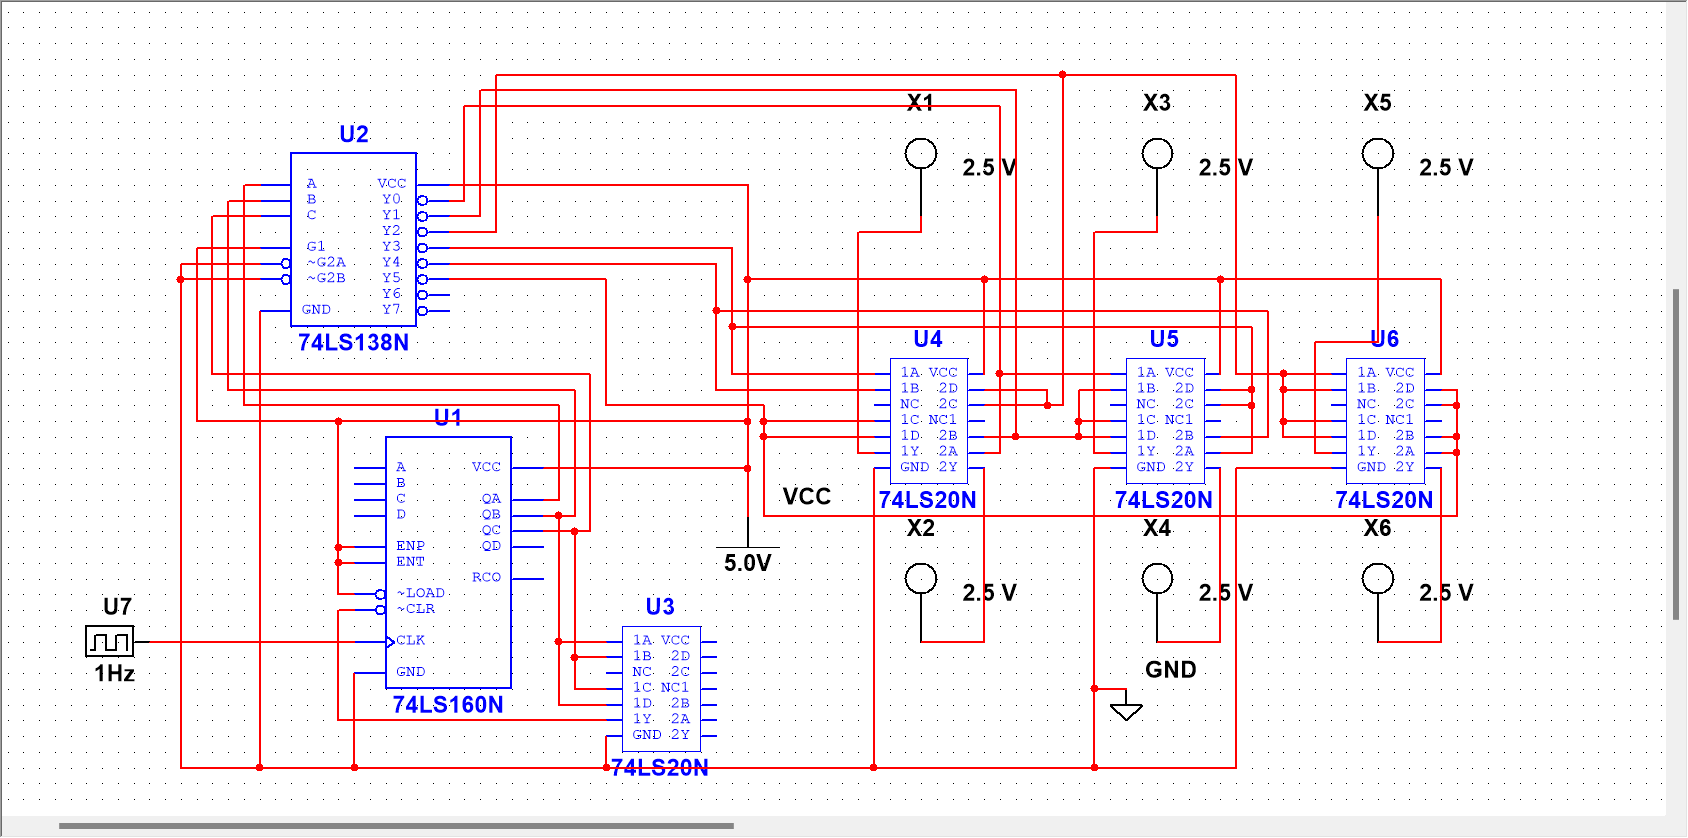 X1
X3
X5
U2
2.5 V
2.5 V
2.5 V
A VCC
B Y0
C Y1
Y2
G1 Y3
~G2A Y4
~G2B Y5
Y6
GND Y7
74LS138N
U4
U5
U6
1A VCC
1B 2D
NC 2C
1C NC1
1D 2B
1Y 2A
GND 2Y
74LS20N
1A VCC
1B 2D
NC 2C
1C NC1
1D 2B
1Y 2A
GND 2Y
74LS20N
1A VCC
1B 2D
NC 2C
1C NC1
1D 2B
1Y 2A
GND 2Y
74LS20N
U1
A VCC
B
C QA
D QB
QC
ENP QD
ENT
RCO
~LOAD
~CLR
CLK
GND
74LS160N
VCC
5.0V
X2
X4
X6
2.5 V
2.5 V
2.5 V
U7
1Hz
U3
1A VCC
1B 2D
NC 2C
1C NC1
1D 2B
1Y 2A
GND 2Y
74LS20N
GND